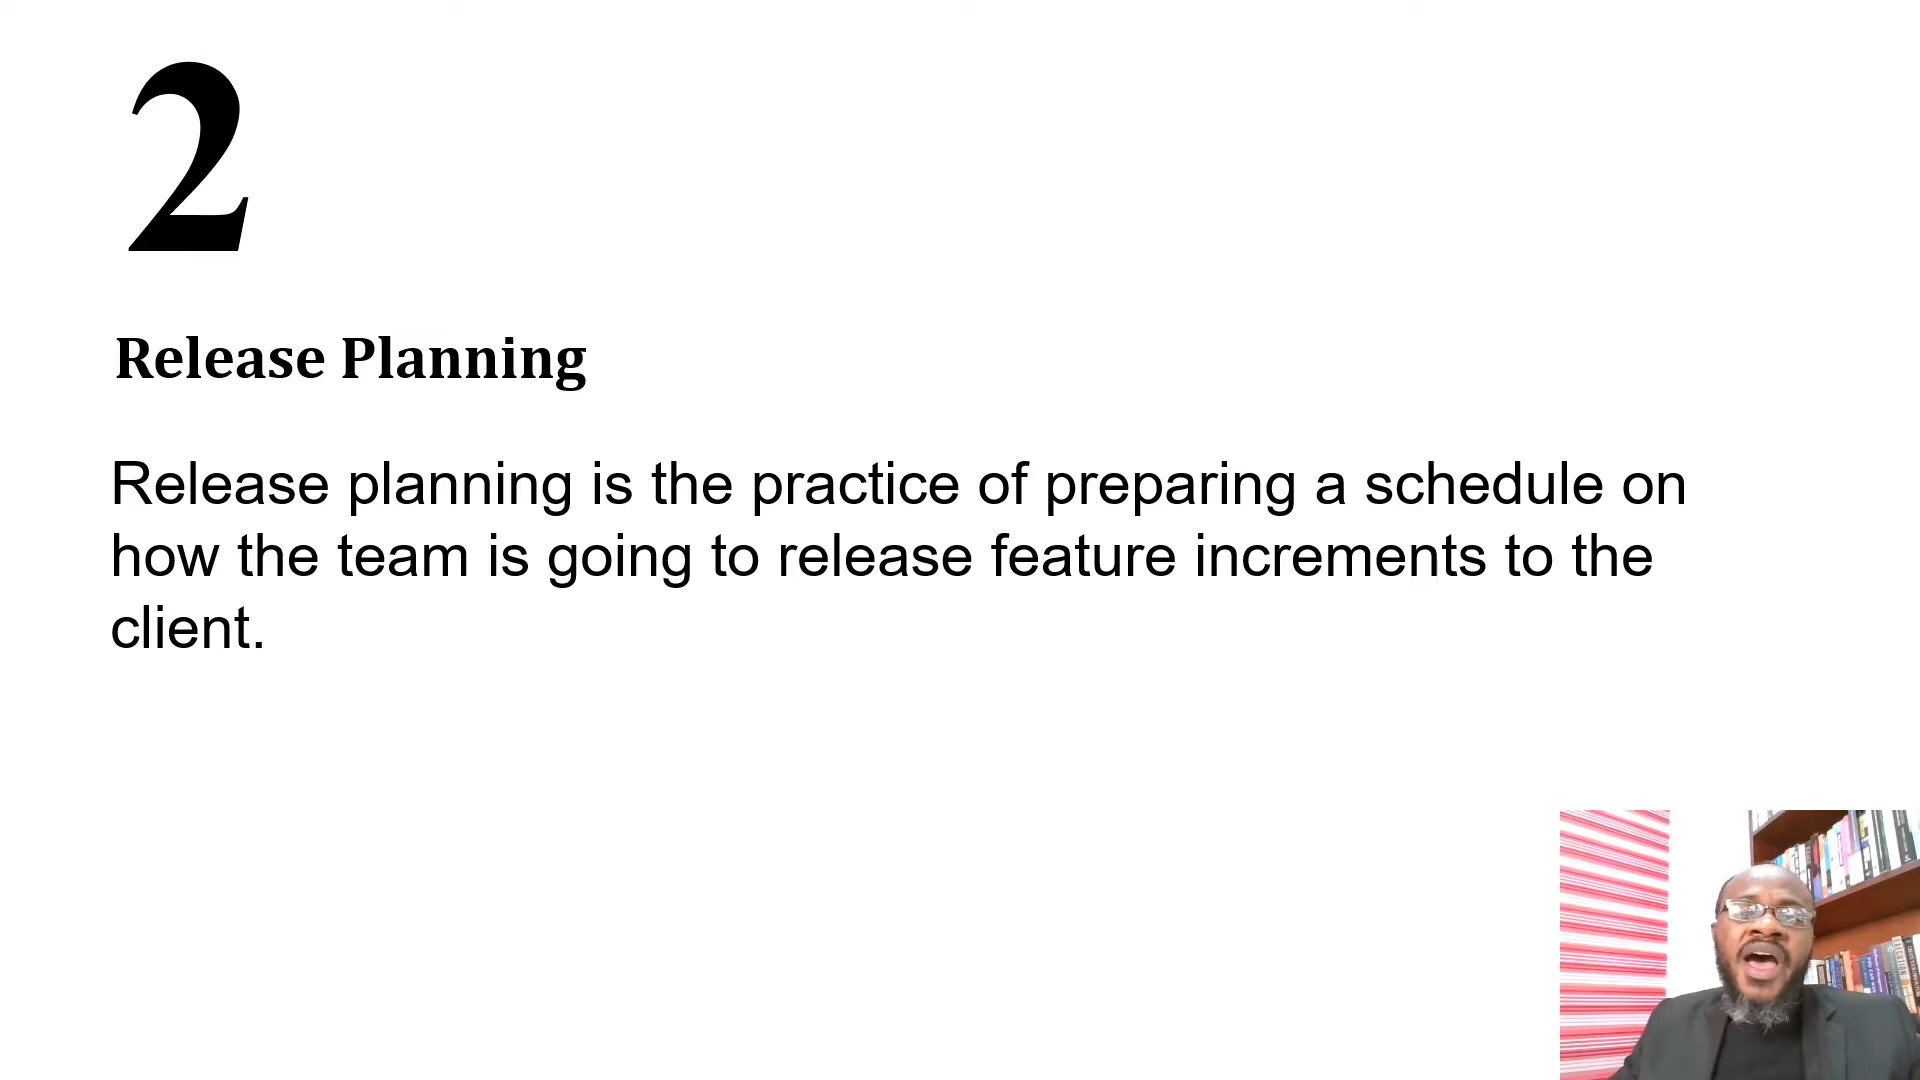 2
Release Planning
Release planning is the practice of preparing a schedule on
how the team is going to release feature increments to the
client.